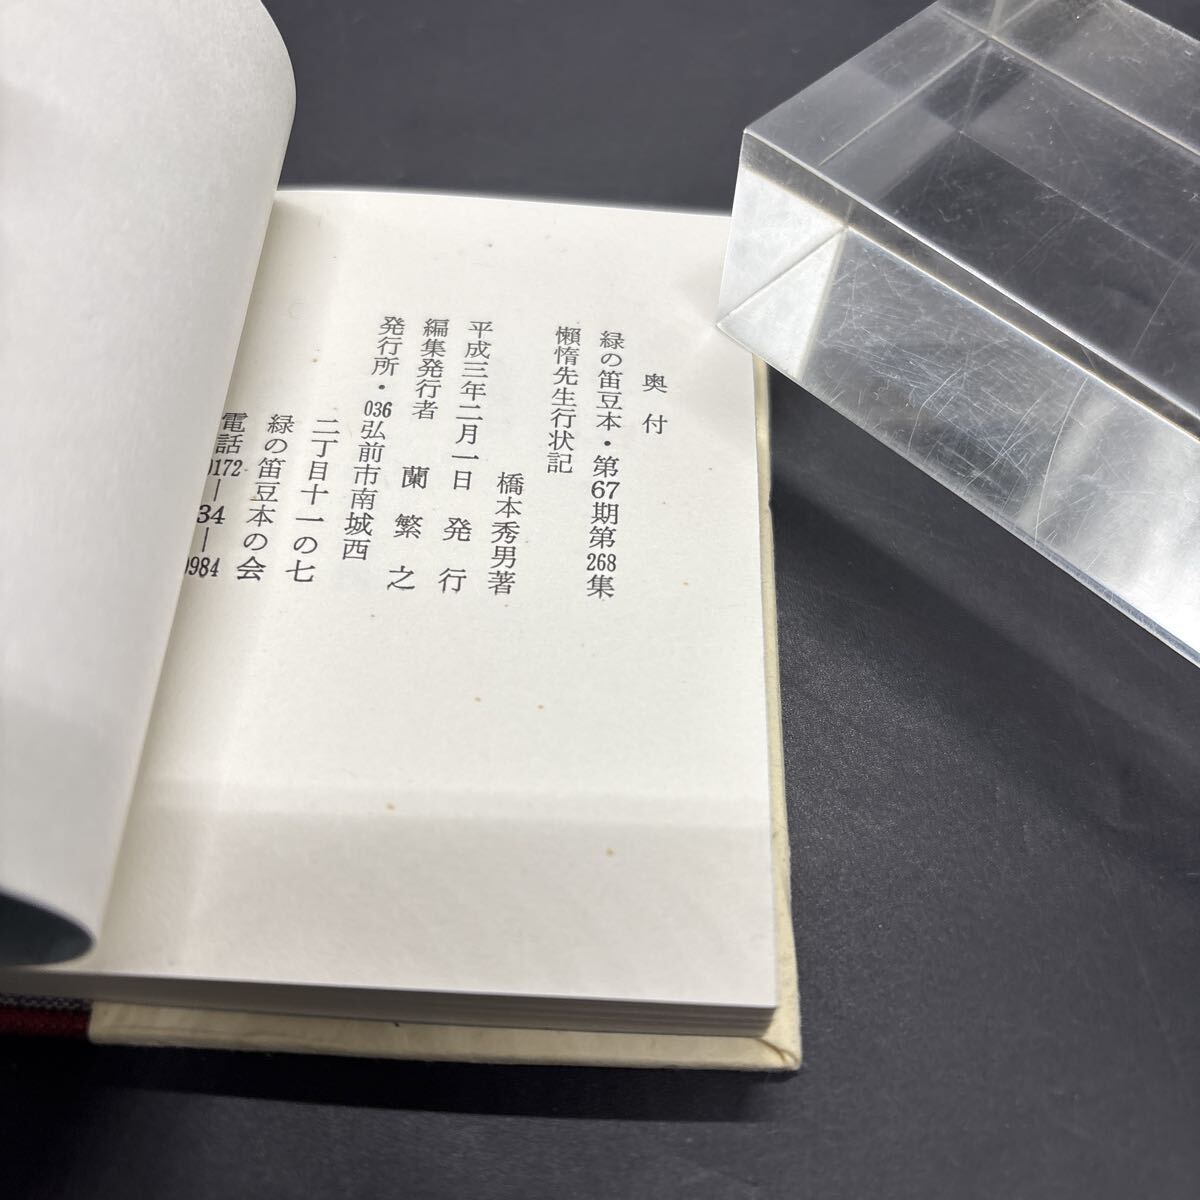 奥付
緑の笛豆本・第67期第268集
懶惰先生行状記
橋本秀男著
平成三年二月一日発行
編集発行者 蘭繁之
発行所・036弘前市南城西
二丁目十一の七
緑の笛豆本の会
電話0172―34―